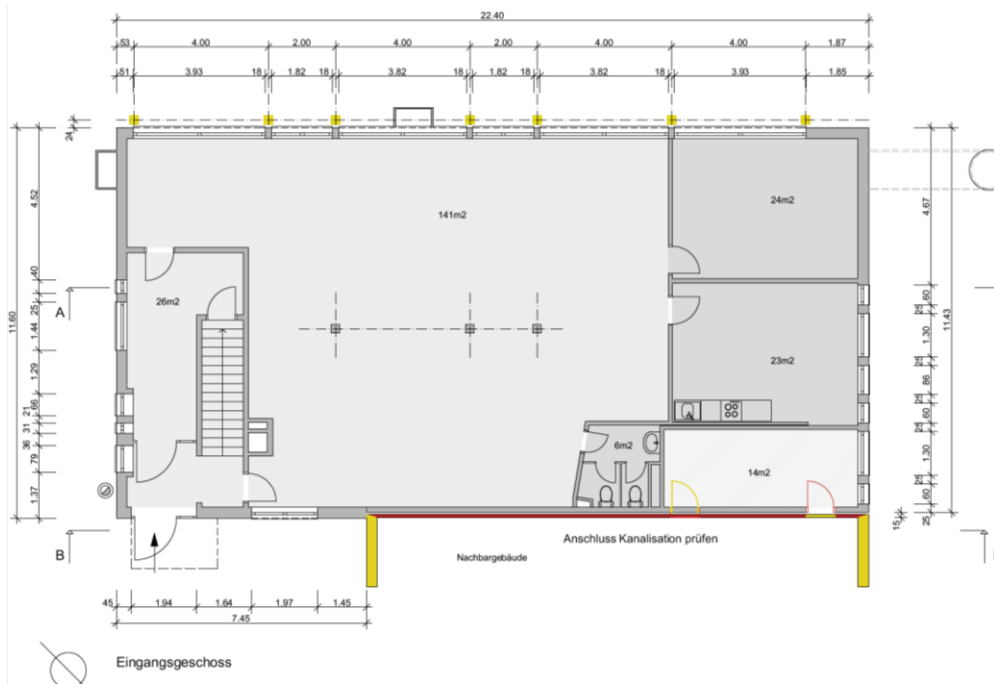 22.40
53 4.00 2.00 4.00 2.00 4.00 4.00 1.87
51 3.93 18 1.82 18 3.82 18 1.82 18 3.82 18 3.93 1.85
24
11.60
4.52
40
25
1.44
1.29
66
21
31
36
79
1.37
A
B
141m2
24m2
26m2
23m2
6m2
14m2
4.67
11.43
60
25
1.30
25
86
25
60
25
1.30
25
60
25
15
Anschluss Kanalisation prüfen
Nachbargebäude
45 1.94 1.64 1.97 1.45
7.45
Eingangsgeschoss